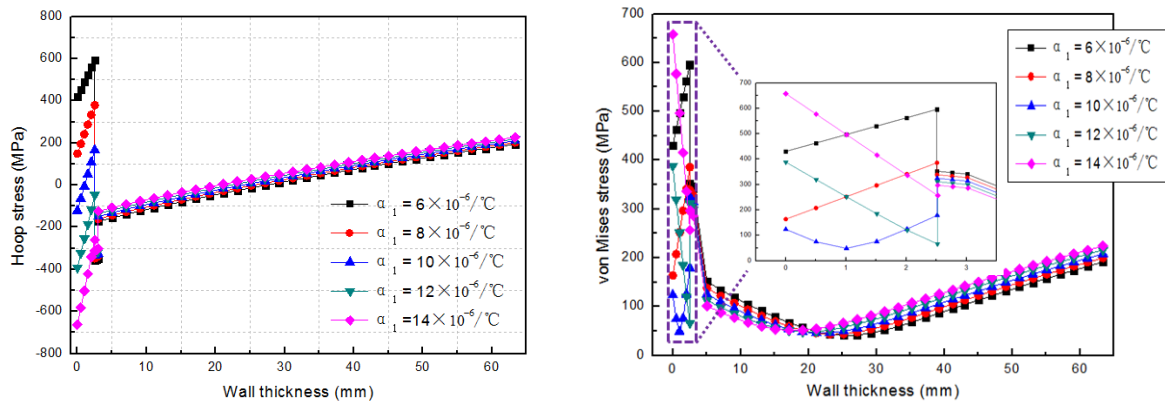 Hoop stress (MPa)
800
600
400
200
0
-200
-400
-600
-800
α1 = 6×10⁻⁶/℃
α1 = 8×10⁻⁶/℃
α1 = 10×10⁻⁶/℃
α1 = 12×10⁻⁶/℃
α1 =14×10⁻⁶/℃
0 10 20 30 40 50 60
Wall thickness (mm)
von Mises stress (MPa)
700
600
500
400
300
200
100
0
α1 = 6×10⁻⁶/℃
α1 = 8×10⁻⁶/℃
α1 = 10×10⁻⁶/℃
α1 = 12×10⁻⁶/℃
α1 = 14×10⁻⁶/℃
700
600
500
400
300
200
100
0
0 1 2 3
0 10 20 30 40 50 60
Wall thickness (mm)